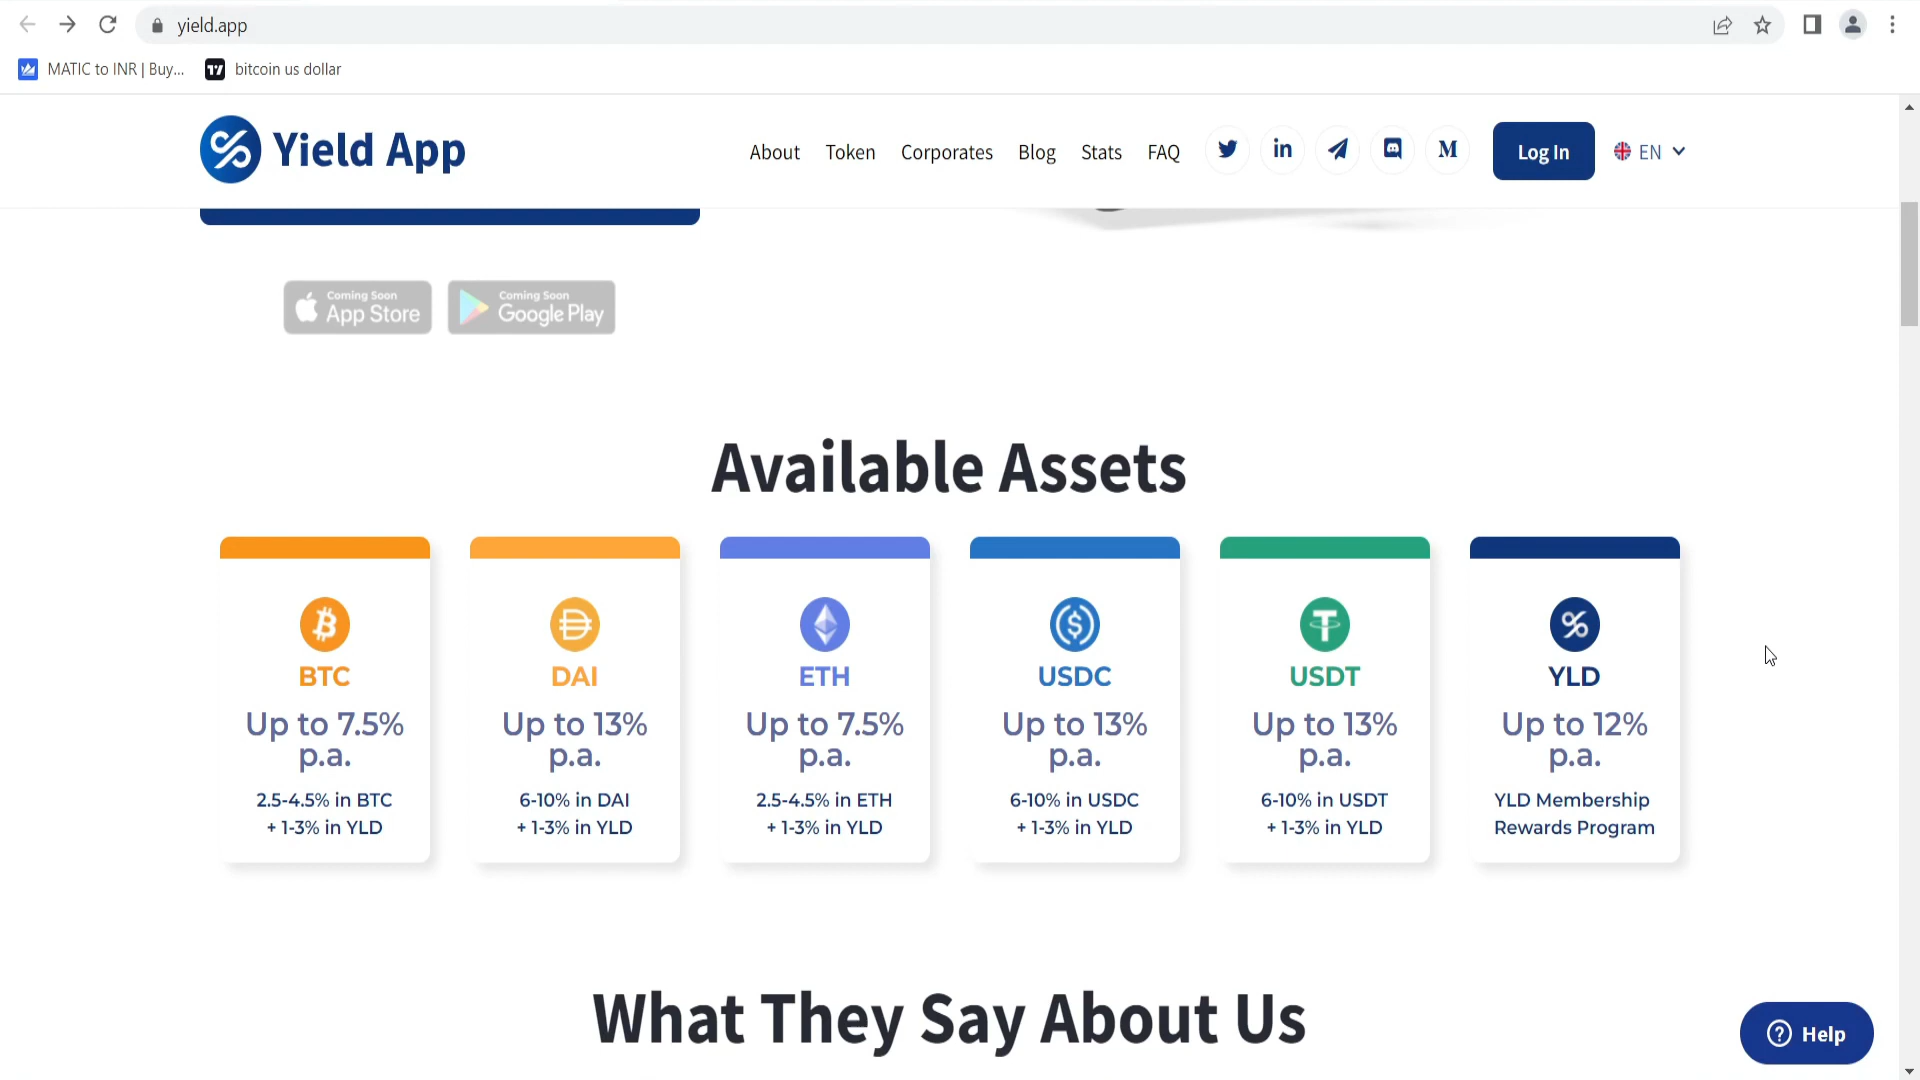 yield.app
MATIC to INR | Buy...
bitcoin us dollar
Yield App
About
Token
Corporates
Blog
Stats
FAQ
in
M
Log In
EN
Coming Soon
App Store
Coming Soon
Google Play
Available Assets
BTC
Up to 7.5%
p.a.
2.5-4.5% in BTC
+ 1-3% in YLD
DAI
Up to 13%
p.a.
6-10% in DAI
+ 1-3% in YLD
ETH
Up to 7.5%
p.a.
2.5-4.5% in ETH
+ 1-3% in YLD
USDC
Up to 13%
p.a.
6-10% in USDC
+ 1-3% in YLD
USDT
Up to 13%
p.a.
6-10% in USDT
+ 1-3% in YLD
YLD
Up to 12%
p.a.
YLD Membership
Rewards Program
What They Say About Us
Help